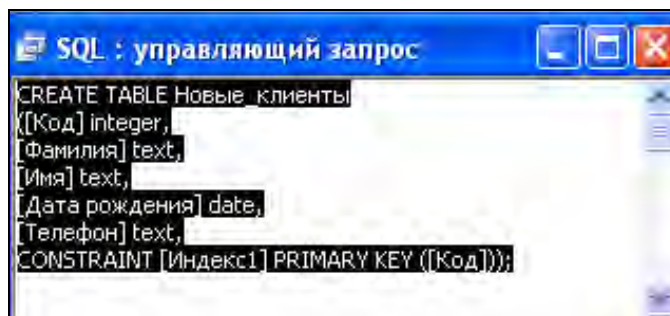 SQL : управляющий запрос
CREATE TABLE Новые_клиенты
([Код] integer,
[Фамилия] text,
[Имя] text,
[Дата рождения] date,
[Телефон] text,
CONSTRAINT [Индекс1] PRIMARY KEY ([Код]));